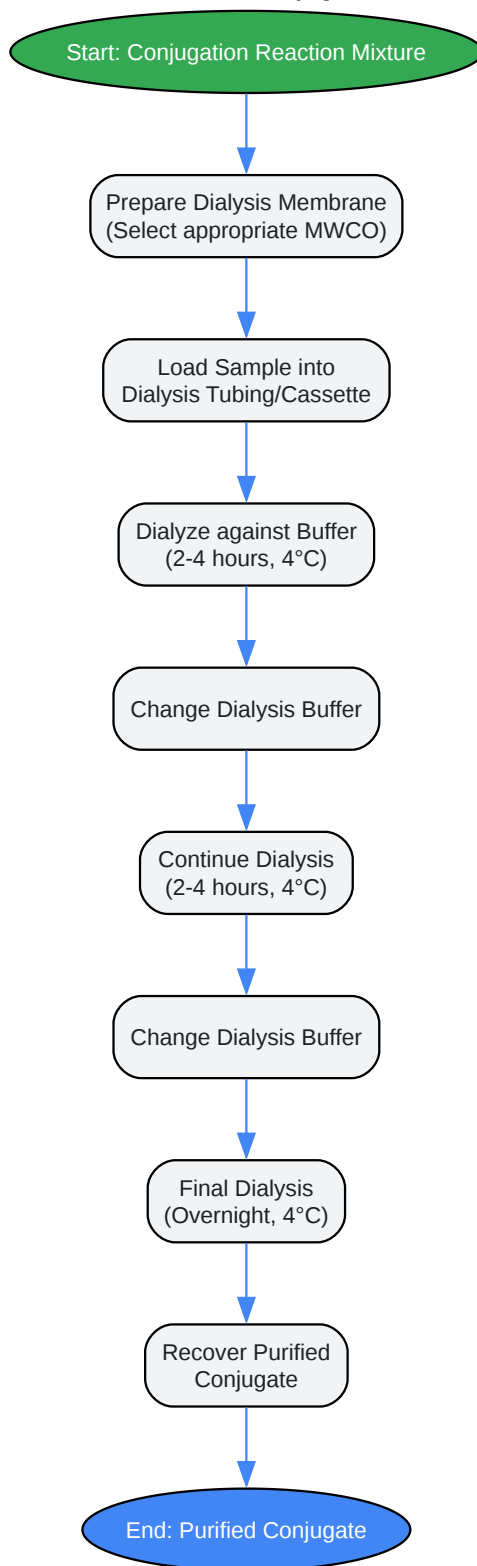 Start: Conjugation Reaction Mixture
Prepare Dialysis Membrane
(Select appropriate MWCO)
Load Sample into
Dialysis Tubing/Cassette
Dialyze against Buffer
(2-4 hours, 4°C)
Change Dialysis Buffer
Continue Dialysis
(2-4 hours, 4°C)
Change Dialysis Buffer
Final Dialysis
(Overnight, 4°C)
Recover Purified
Conjugate
End: Purified Conjugate